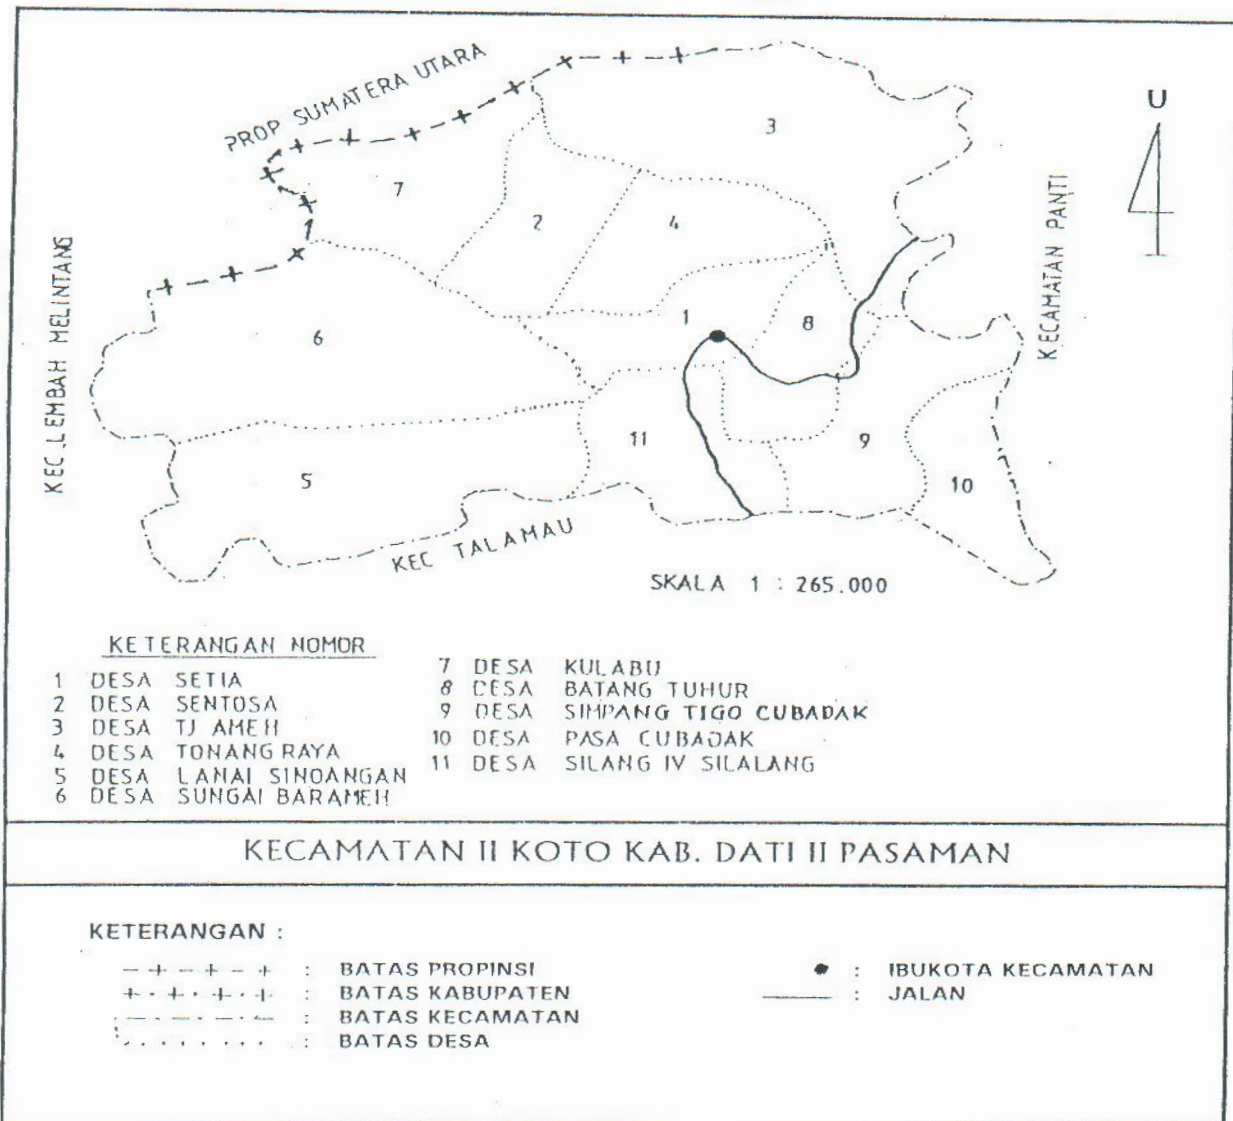 PROP SUMATERA UTARA
U
3
7
2
4
KECAMATAN PANTI
KEC LEMBAH MELINTANG
1
8
6
11
9
5
10
KEC TALAMAU
SKALA 1 : 265.000
KETERANGAN NOMOR
1 DESA SETIA
2 DESA SENTOSA
3 DESA TJ AMEH
4 DESA TONANG RAYA
5 DESA LANAI SINOANGAN
6 DESA SUNGAI BARAMEH
7 DESA KULABU
8 DESA BATANG TUHUR
9 DESA SIMPANG TIGO CUBADAK
10 DESA PASA CUBADAK
11 DESA SILANG IV SILALANG
KECAMATAN II KOTO KAB. DATI II PASAMAN
KETERANGAN :
: BATAS PROPINSI
: BATAS KABUPATEN
: BATAS KECAMATAN
: BATAS DESA
: IBUKOTA KECAMATAN
: JALAN